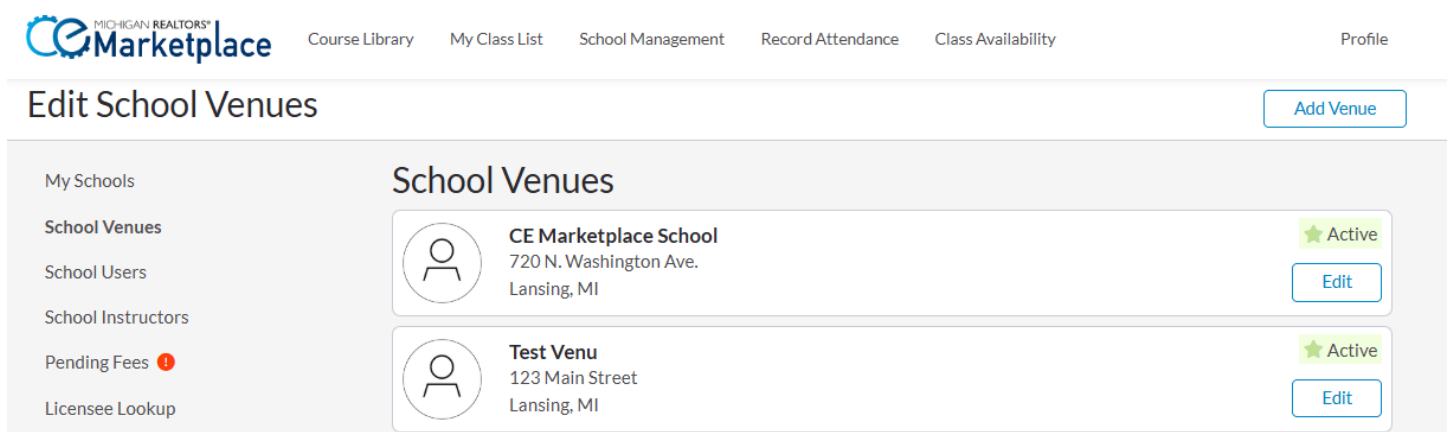 MICHIGAN REALTORS®
CE Marketplace
Course Library My Class List School Management Record Attendance Class Availability Profile
Edit School Venues
Add Venue
My Schools
School Venues
School Users
School Instructors
Pending Fees !
Licensee Lookup
School Venues
CE Marketplace School
720 N. Washington Ave.
Lansing, MI
Active
Edit
Test Venu
123 Main Street
Lansing, MI
Active
Edit